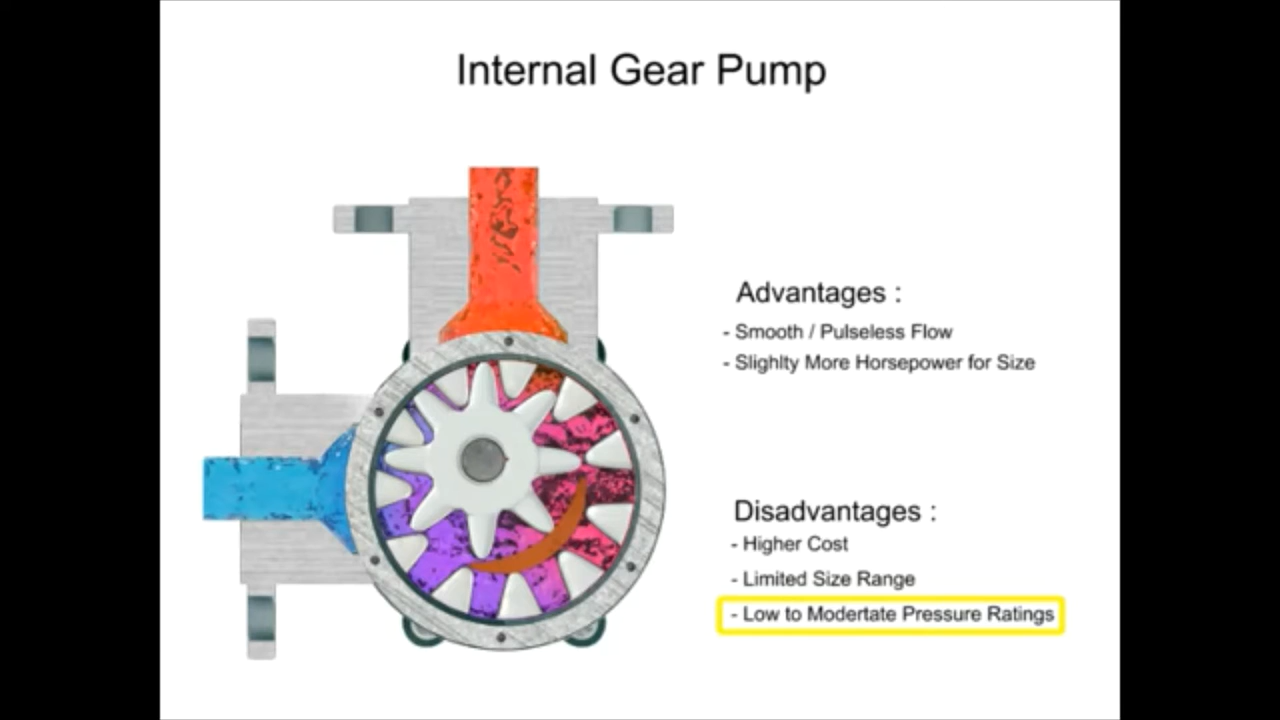 Internal Gear Pump
Advantages :
- Smooth / Pulseless Flow
- Slighlty More Horsepower for Size
Disadvantages :
- Higher Cost
- Limited Size Range
- Low to Modertate Pressure Ratings